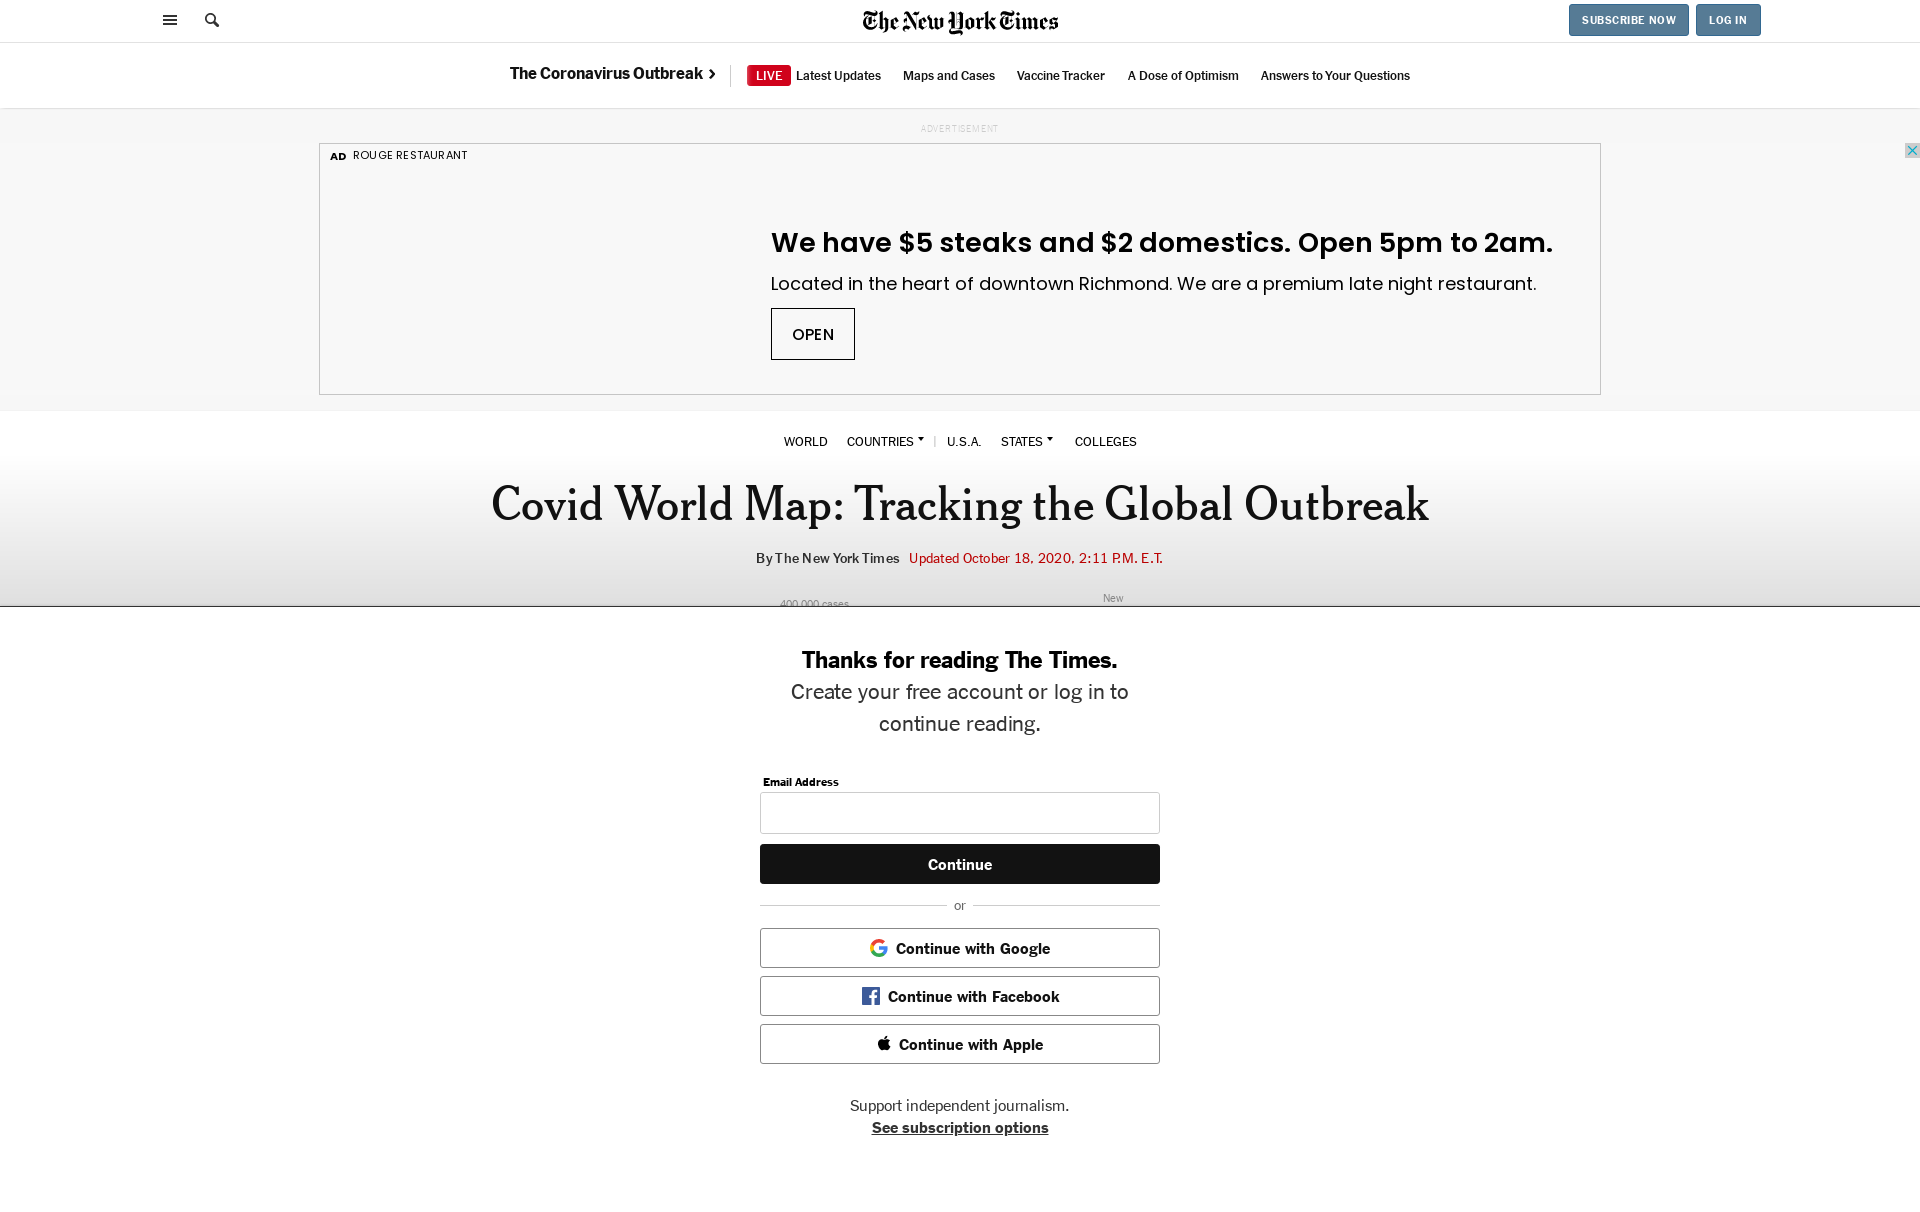 The New York Times
SUBSCRIBE NOW
LOG IN
The Coronavirus Outbreak
LIVE Latest Updates
Maps and Cases
Vaccine Tracker
A Dose of Optimism
Answers to Your Questions
ADVERTISEMENT
AD ROUGE RESTAURANT
We have $5 steaks and $2 domestics. Open 5pm to 2am.
Located in the heart of downtown Richmond. We are a premium late night restaurant.
OPEN
WORLD COUNTRIES | U.S.A. STATES COLLEGES
Covid World Map: Tracking the Global Outbreak
By The New York Times Updated October 18, 2020, 2:11 P.M. E.T.
New
400,000 cases
Thanks for reading The Times.
Create your free account or log in to
continue reading.
Email Address
Continue
or
Continue with Google
Continue with Facebook
Continue with Apple
Support independent journalism.
See subscription options